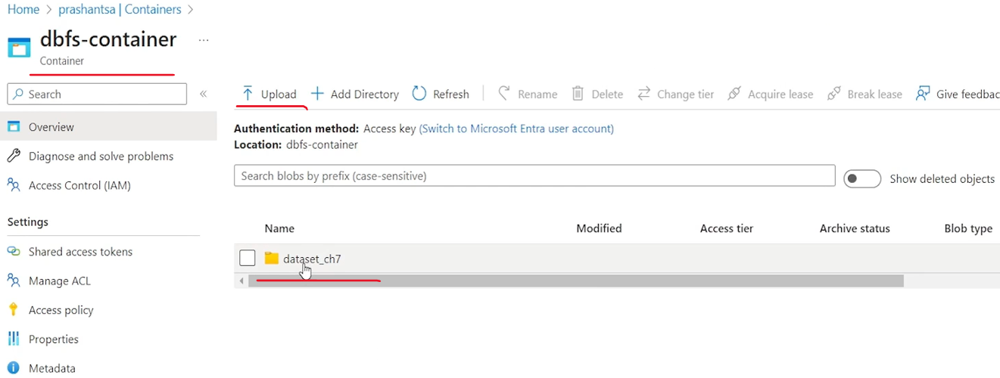 Home > prashantsa | Containers >
dbfs-container ...
Container
Search «
Upload Add Directory Refresh Rename Delete Change tier Acquire lease Break lease Give feedbac
Overview
Diagnose and solve problems
Access Control (IAM)
Settings
Shared access tokens
Manage ACL
Access policy
Properties
Metadata
Authentication method: Access key (Switch to Microsoft Entra user account)
Location: dbfs-container
Search blobs by prefix (case-sensitive)
Show deleted objects
Name Modified Access tier Archive status Blob type
dataset_ch7